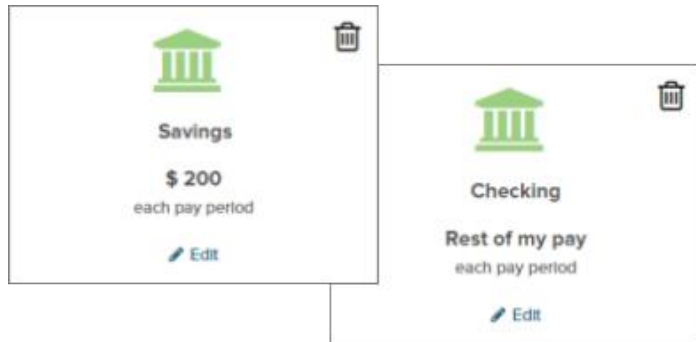 Savings
$ 200
each pay period
Edit
Checking
Rest of my pay
each pay period
Edit